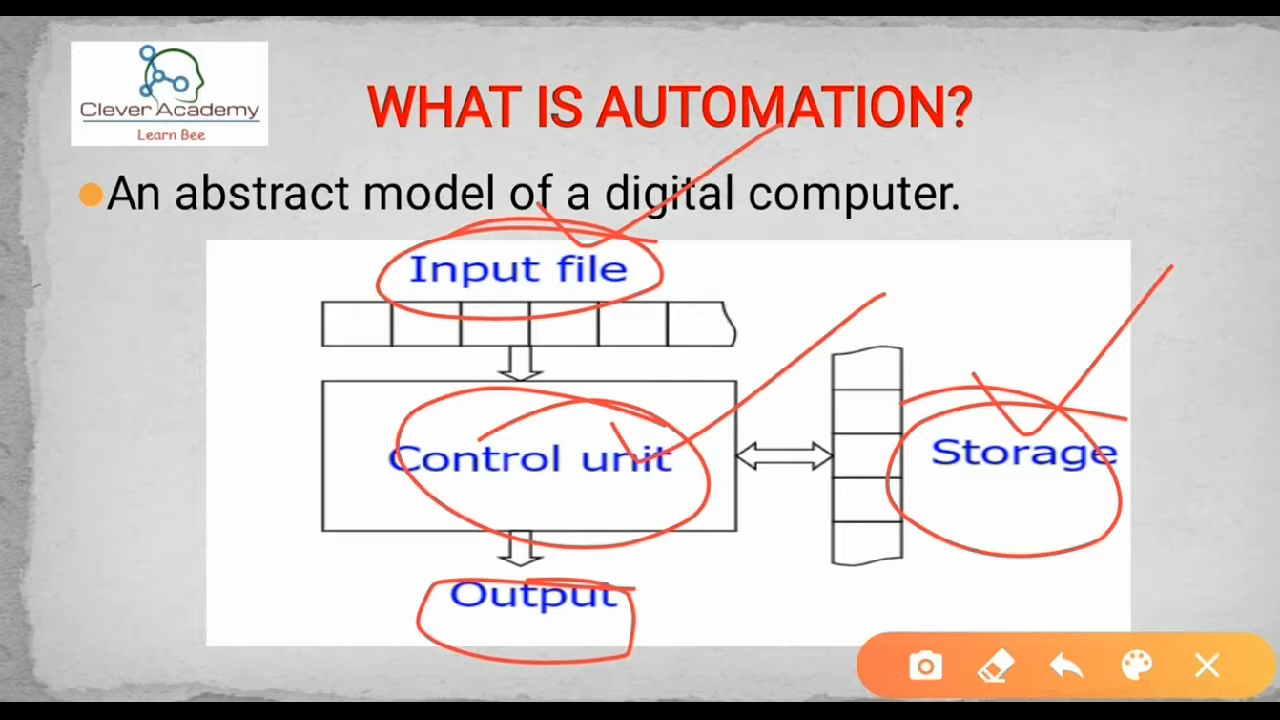 Clever Academy
Learn Bee
WHAT IS AUTOMATION?
An abstract model of a digital computer.
Input file
Control unit
Storage
Output